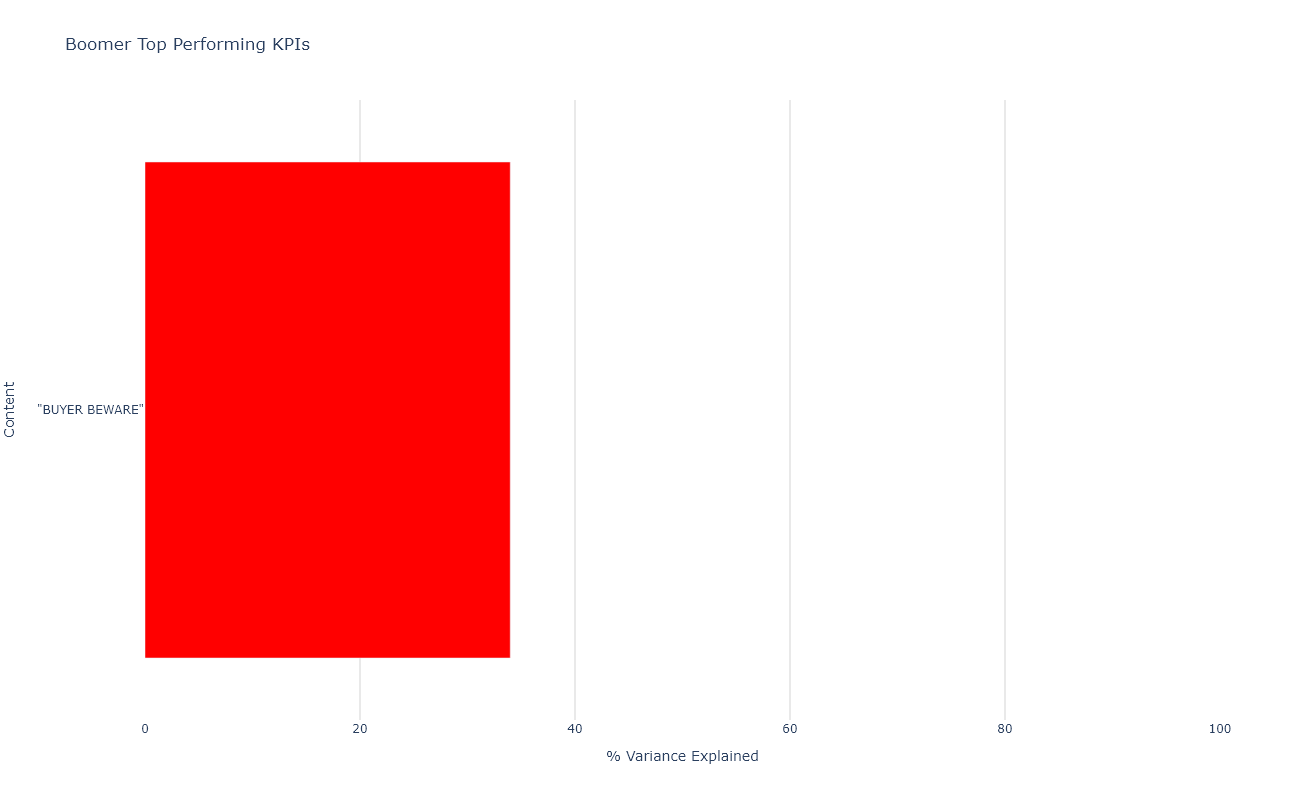 Boomer Top Performing KPIs
Content
"BUYER BEWARE"
0 20 40 60 80 100
% Variance Explained